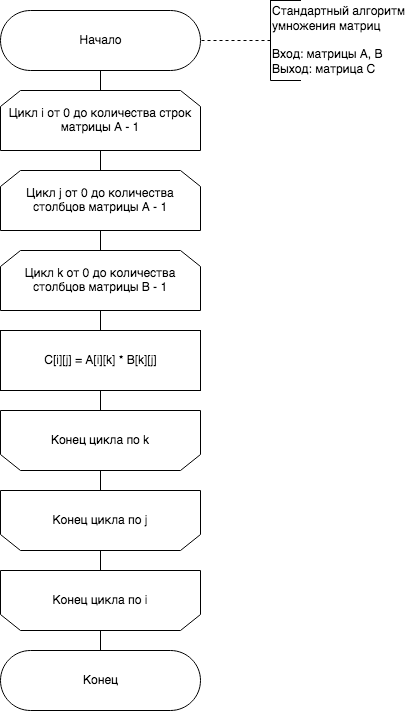 Начало
Стандартный алгоритм
умножения матриц
Вход: матрицы A, B
Выход: матрица C
Цикл i от 0 до количества строк
матрицы A - 1
Цикл j от 0 до количества
столбцов матрицы A - 1
Цикл k от 0 до количества
столбцов матрицы B - 1
C[i][j] = A[i][k] * B[k][j]
Конец цикла по k
Конец цикла по j
Конец цикла по i
Конец